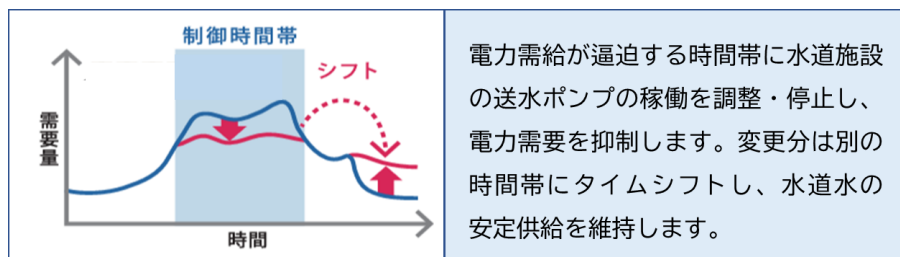 制御時間帯
シフト
需要量
時間
電力需給が逼迫する時間帯に水道施設
の送水ポンプの稼働を調整・停止し、
電力需要を抑制します。変更分は別の
時間帯にタイムシフトし、水道水の
安定供給を維持します。